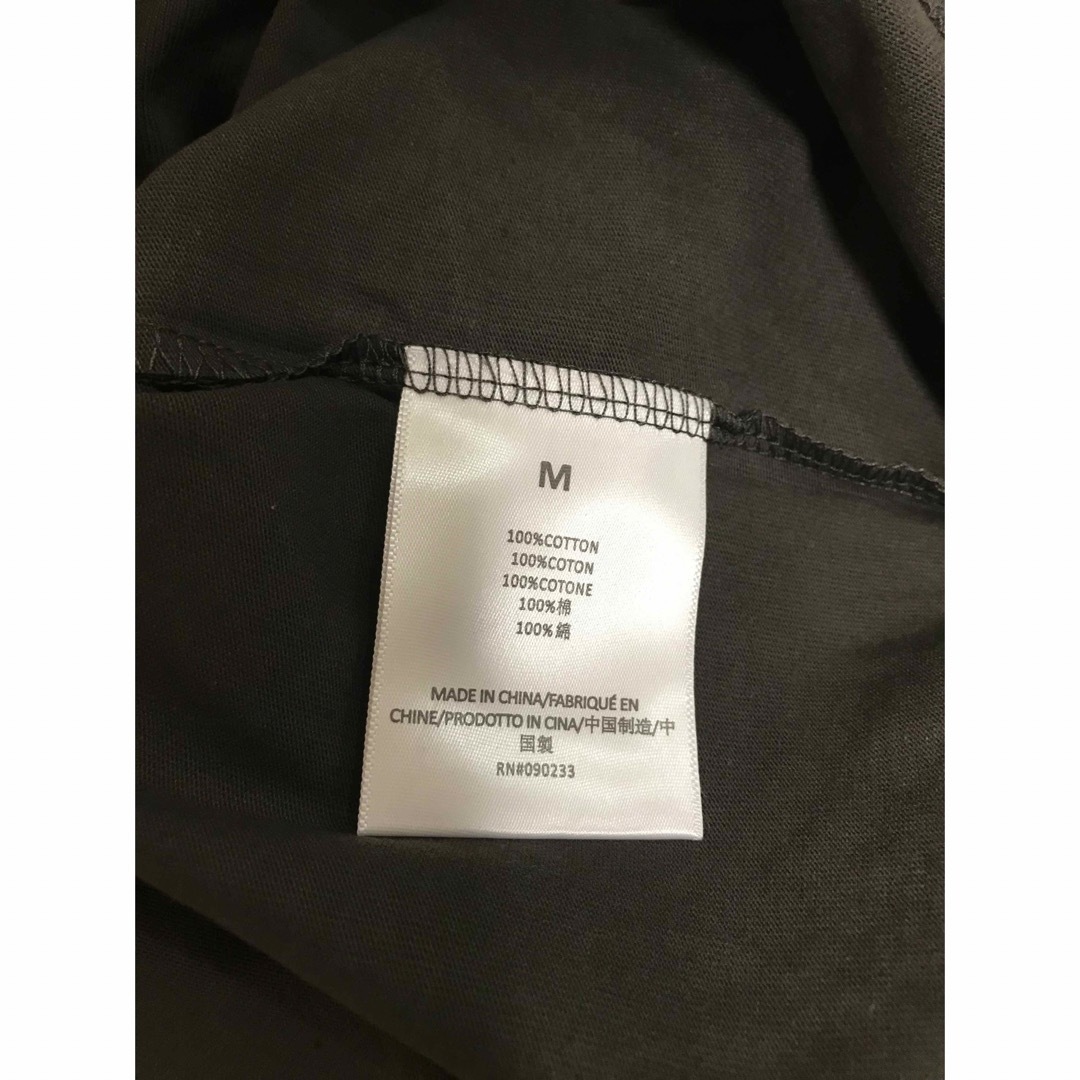 M
100%COTTON
100%COTON
100%COTONE
100%棉
100%綿
MADE IN CHINA/FABRIQUÉ EN
CHINE/PRODOTTO IN CINA/中国制造/中
国製
RN#090233